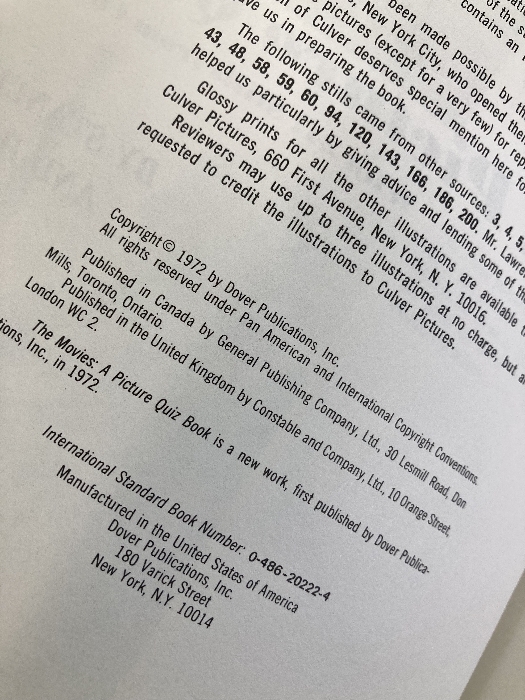 been made possible by
, New York City, who opened
pictures (except for a very few) for
of Culver deserves special mention here
us in preparing the book.
The following stills came from other sources: 3, 4, 5,
43, 48, 58, 59, 60, 94, 120, 143, 166, 186, 200. Mr.
helped us particularly by giving advice and lending some of
Glossy prints for all the other illustrations are available
Culver Pictures, 660 First Avenue, New York, N. Y. 10016.
Reviewers may use up to three illustrations at no charge, but
requested to credit the illustrations to Culver Pictures.
Copyright © 1972 by Dover Publications, Inc.
All rights reserved under Pan American and International Copyright Conventions.
Published in Canada by General Publishing Company, Ltd., 30 Lesmill Road, Don
Mills, Toronto, Ontario.
Published in the United Kingdom by Constable and Company, Ltd., 10 Orange Street,
London WC 2.
The Movies: A Picture Quiz Book is a new work, first published by Dover Publica-
tions, Inc., in 1972.
International Standard Book Number: 0-486-20222-4
Manufactured in the United States of America
Dover Publications, Inc.
180 Varick Street
New York, N.Y. 10014